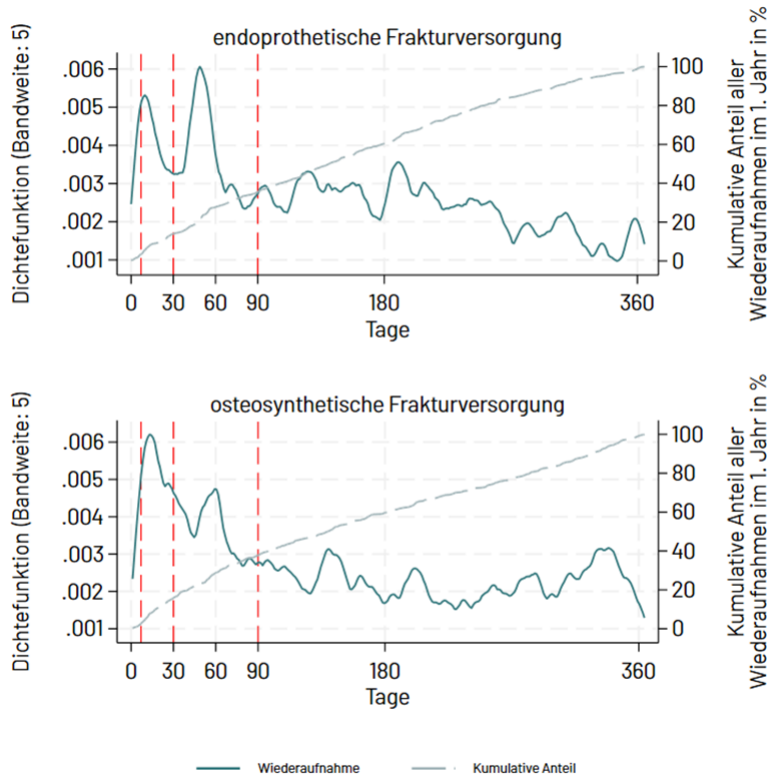 endoprothetische Frakturversorgung
Dichtefunktion (Bandweite: 5)
.006
.005
.004
.003
.002
.001
100
80
60
40
20
0
Kumulative Anteil aller
Wiederaufnahmen im 1. Jahr in %
0 30 60 90 180 360
Tage
osteosynthetische Frakturversorgung
Dichtefunktion (Bandweite: 5)
.006
.005
.004
.003
.002
.001
100
80
60
40
20
0
Kumulative Anteil aller
Wiederaufnahmen im 1. Jahr in %
0 30 60 90 180 360
Tage
Wiederaufnahme Kumulative Anteil